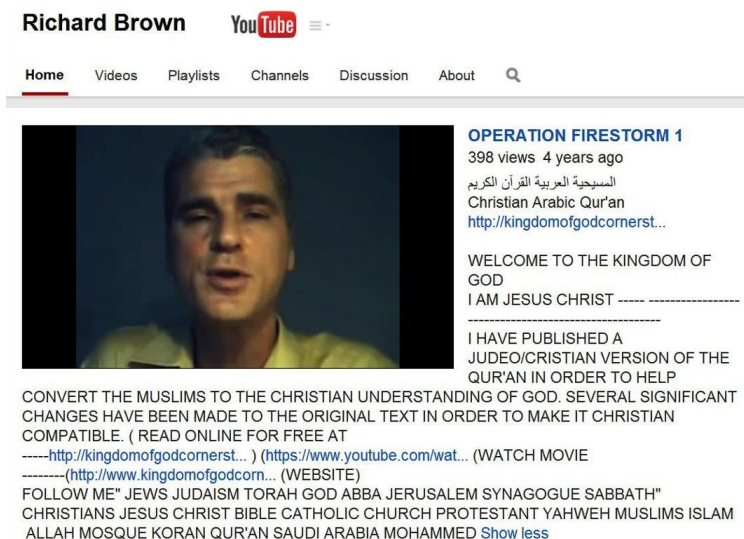 Richard Brown
YouTube
Home Videos Playlists Channels Discussion About
OPERATION FIRESTORM 1
398 views 4 years ago
المسيحية العربية القرآن الكريم
Christian Arabic Qur'an
http://kingdomofgodcornerst...
WELCOME TO THE KINGDOM OF
GOD
I AM JESUS CHRIST ----- -----------------
------------------------------------
I HAVE PUBLISHED A
JUDEO/CRISTIAN VERSION OF THE
QUR'AN IN ORDER TO HELP
CONVERT THE MUSLIMS TO THE CHRISTIAN UNDERSTANDING OF GOD. SEVERAL SIGNIFICANT
CHANGES HAVE BEEN MADE TO THE ORIGINAL TEXT IN ORDER TO MAKE IT CHRISTIAN
COMPATIBLE. ( READ ONLINE FOR FREE AT
-----http://kingdomofgodcornerst... ) (https://www.youtube.com/wat... (WATCH MOVIE
--------(http://www.kingdomofgodcorn... (WEBSITE)
FOLLOW ME" JEWS JUDAISM TORAH GOD ABBA JERUSALEM SYNAGOGUE SABBATH"
CHRISTIANS JESUS CHRIST BIBLE CATHOLIC CHURCH PROTESTANT YAHWEH MUSLIMS ISLAM
ALLAH MOSQUE KORAN QUR'AN SAUDI ARABIA MOHAMMED Show less